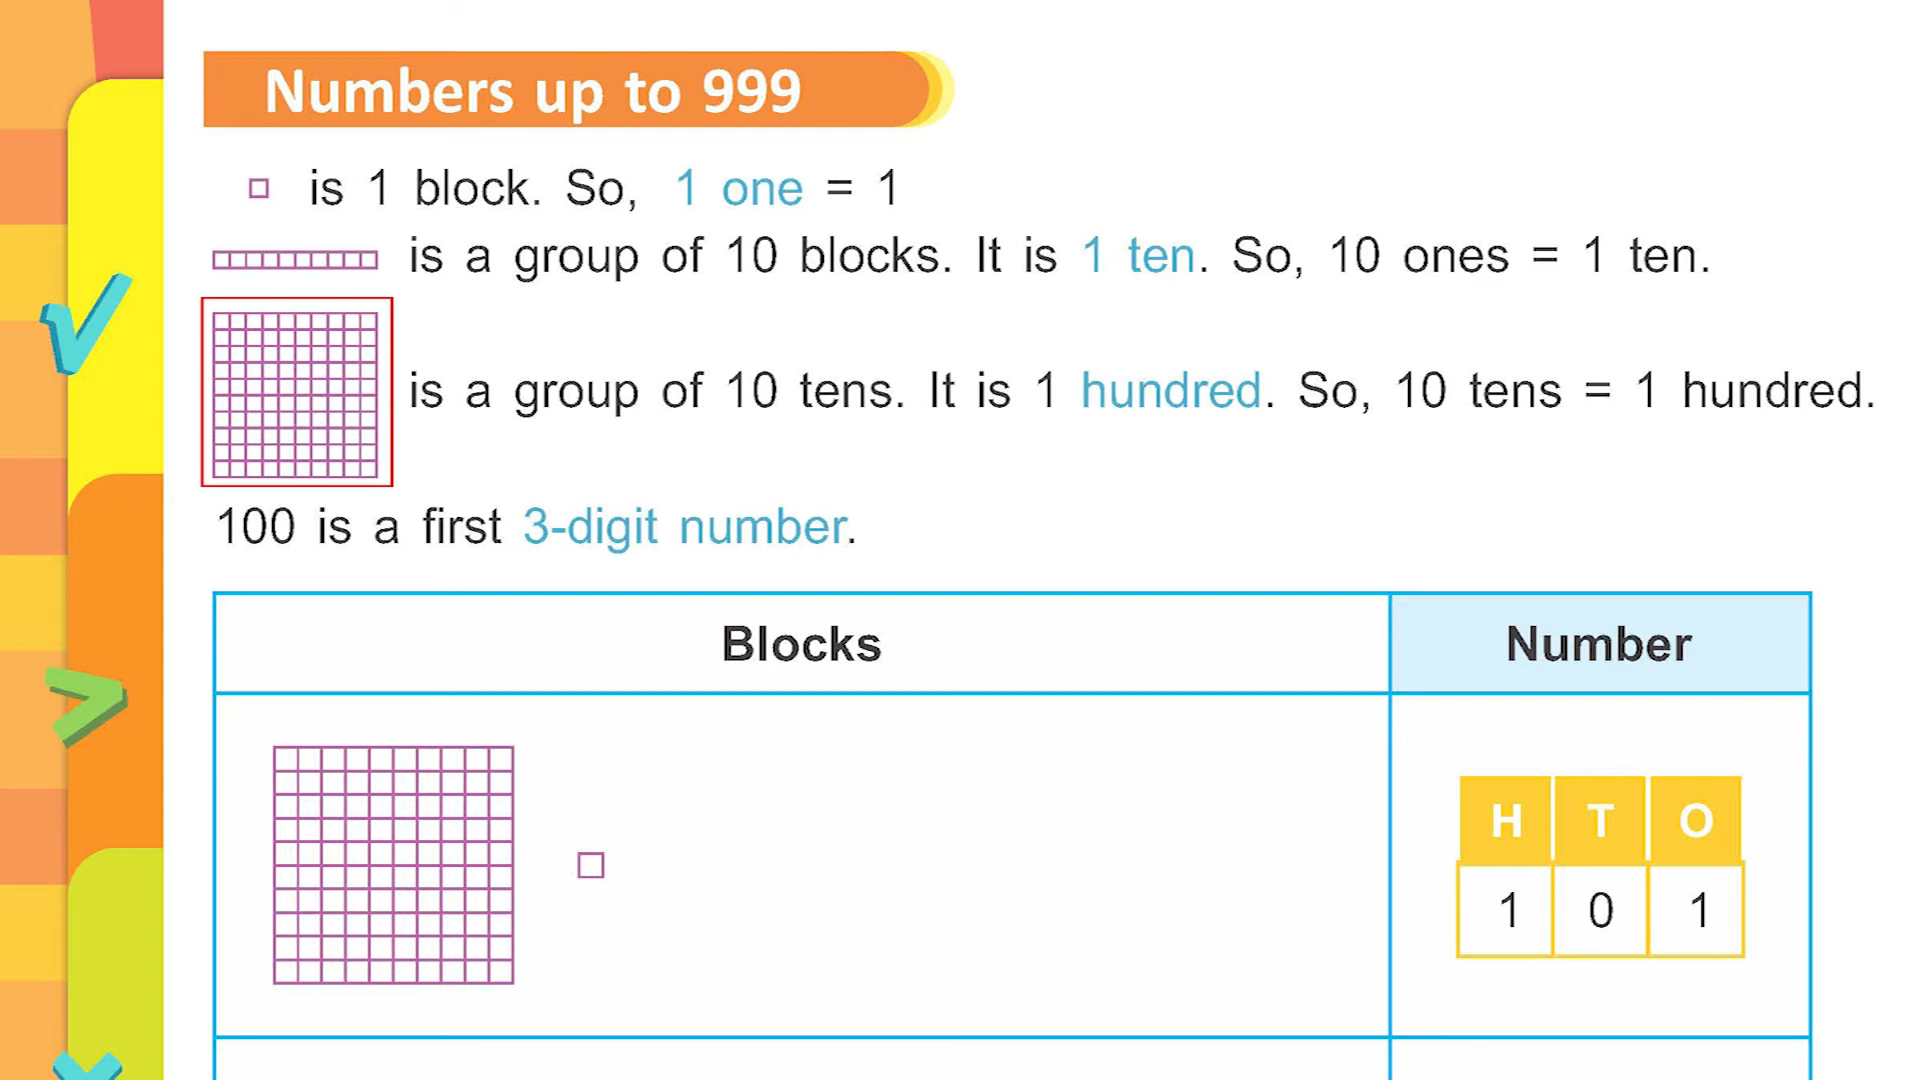 Numbers up to 999
is 1 block. So, 1 one = 1
is a group of 10 blocks. It is 1 ten. So, 10 ones = 1 ten.
is a group of 10 tens. It is 1 hundred. So, 10 tens = 1 hundred.
100 is a first 3-digit number.
Blocks Number
H T O
1 0 1